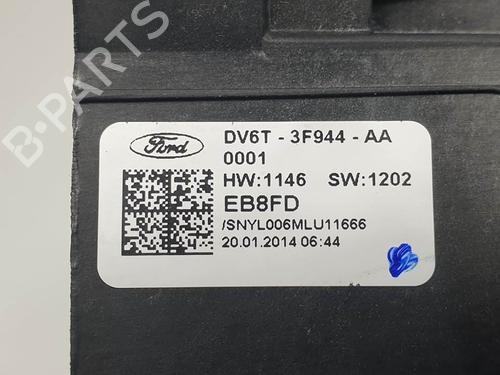 B-PARTS
Ford
DV6T - 3F944 - AA
0001
HW:1146 SW:1202
EB8FD
/SNYL006MLU11666
20.01.2014 06:44